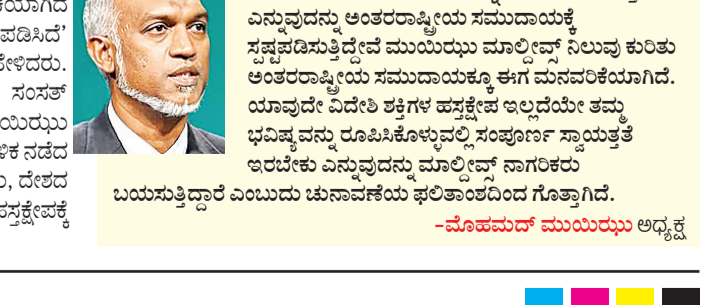 ಪಡಿಸಿದೆ'
ಹೇಳಿದರು.
ಸಂಸತ್
ಯಿಝು
ಳಿಕ ನಡೆದ
ು, ದೇಶದ
ಹಸ್ತಕ್ಷೇಪಕ್ಕೆ
ಎನ್ನುವುದನ್ನು ಅಂತರರಾಷ್ಟ್ರೀಯ ಸಮುದಾಯಕ್ಕೆ
ಸ್ಪಷ್ಟಪಡಿಸುತ್ತಿದ್ದೇವೆ ಮುಯಿಝು ಮಾಲ್ದೀವ್ಸ್ ನಿಲುವು ಕುರಿತು
ಅಂತರರಾಷ್ಟ್ರೀಯ ಸಮುದಾಯಕ್ಕೂ ಈಗ ಮನವರಿಕೆಯಾಗಿದೆ.
ಯಾವುದೇ ವಿದೇಶಿ ಶಕ್ತಿಗಳ ಹಸ್ತಕ್ಷೇಪ ಇಲ್ಲದೆಯೇ ತಮ್ಮ
ಭವಿಷ್ಯವನ್ನು ರೂಪಿಸಿಕೊಳ್ಳುವಲ್ಲಿ ಸಂಪೂರ್ಣ ಸ್ವಾಯತ್ತತೆ
ಇರಬೇಕು ಎನ್ನುವುದನ್ನು ಮಾಲ್ದೀವ್ಸ್ ನಾಗರಿಕರು
ಬಯಸುತ್ತಿದ್ದಾರೆ ಎಂಬುದು ಚುನಾವಣೆಯ ಫಲಿತಾಂಶದಿಂದ ಗೊತ್ತಾಗಿದೆ.
-ಮೊಹಮದ್ ಮುಯಿಝು ಅಧ್ಯಕ್ಷ